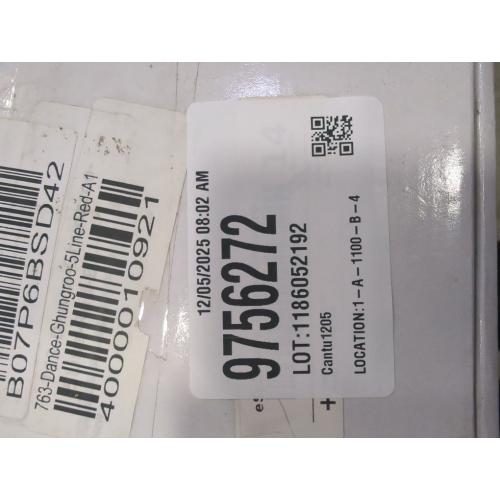 B07P6BSD42
763-Dance-Ghungroo-5Line-Red-A1
4000010921
12/05/2025 08:02 AM
9756272
LOT:1186052192
Cantu1205
LOCATION:1-A-1100-B-4